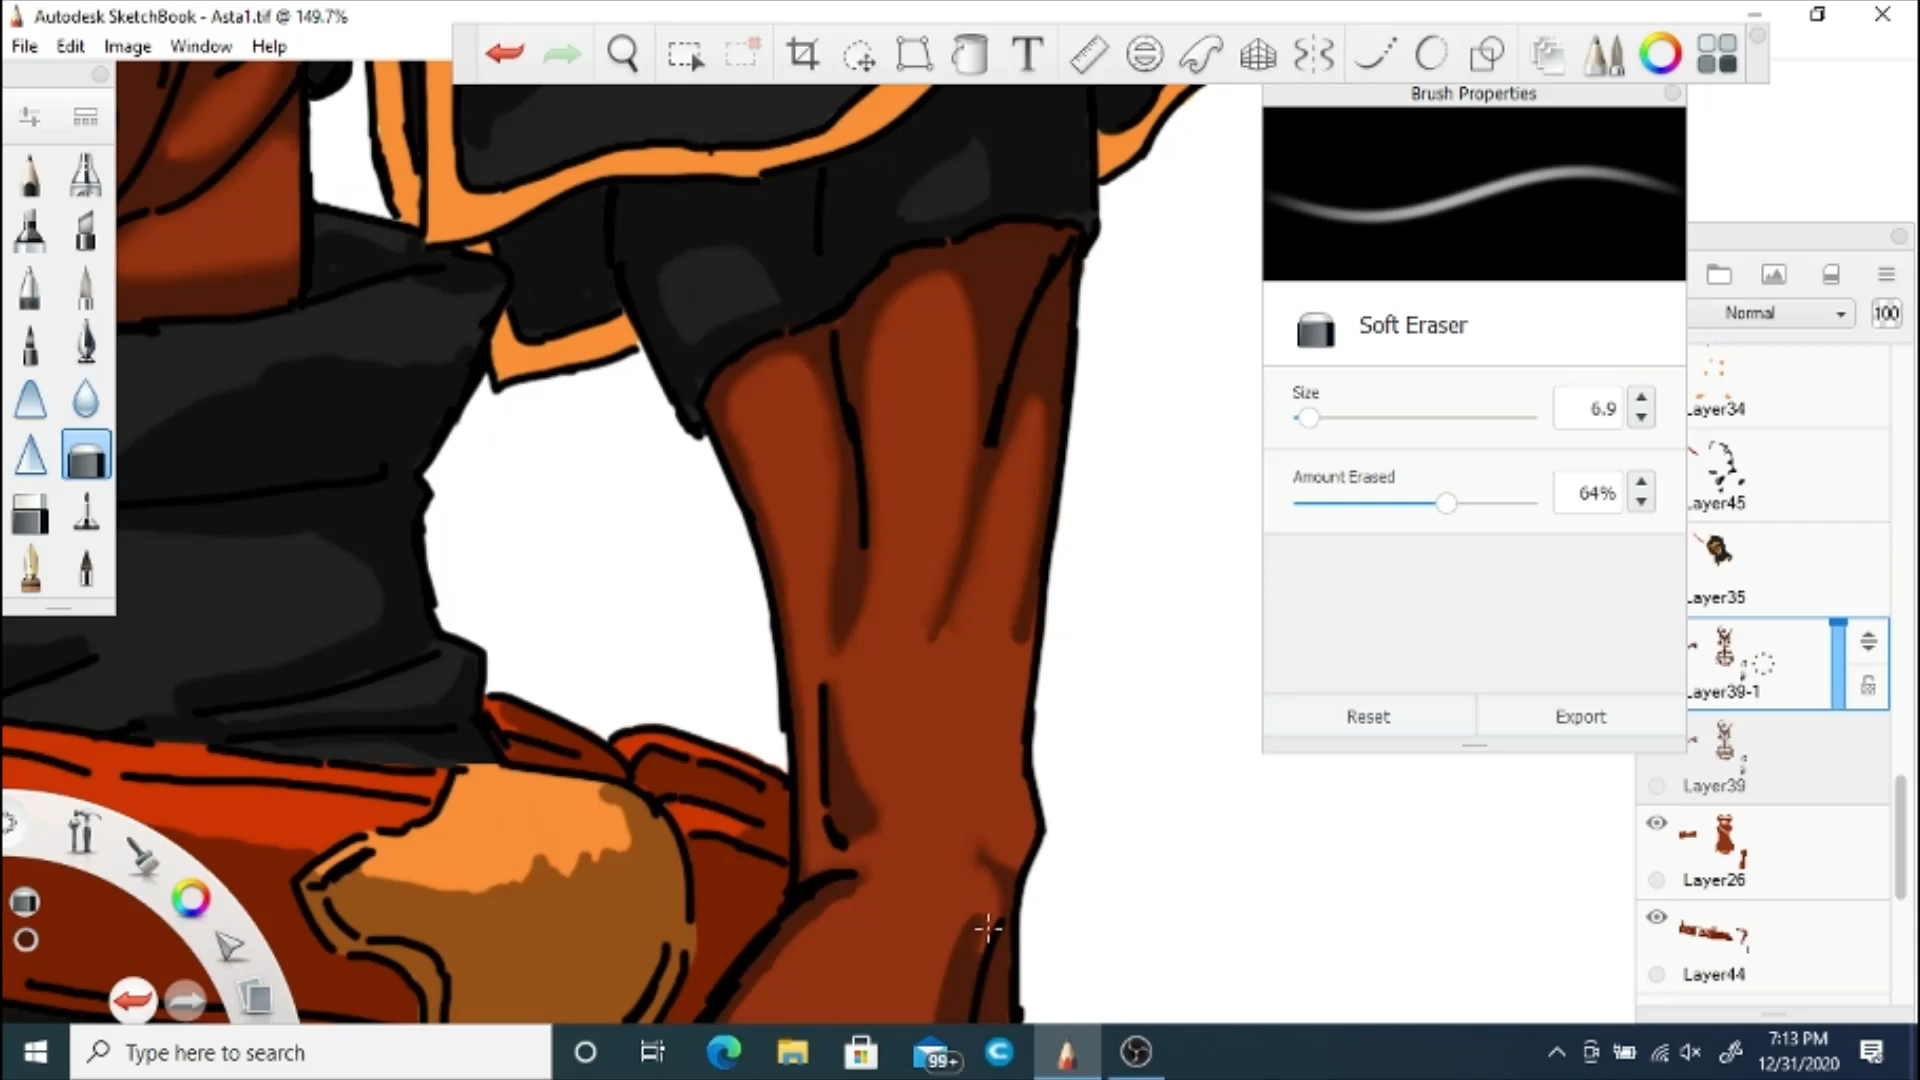 Autodesk SketchBook - Asta1.tif @ 149.7%
File Edit Image Window Help
T
Brush Properties
Soft Eraser
Size
6.9
Amount Erased
64%
Reset Export
Normal 100
Layer34
Layer45
Layer35
Layer39-1
Layer39
Layer26
Layer44
Type here to search
99+
7:13 PM
12/31/2020